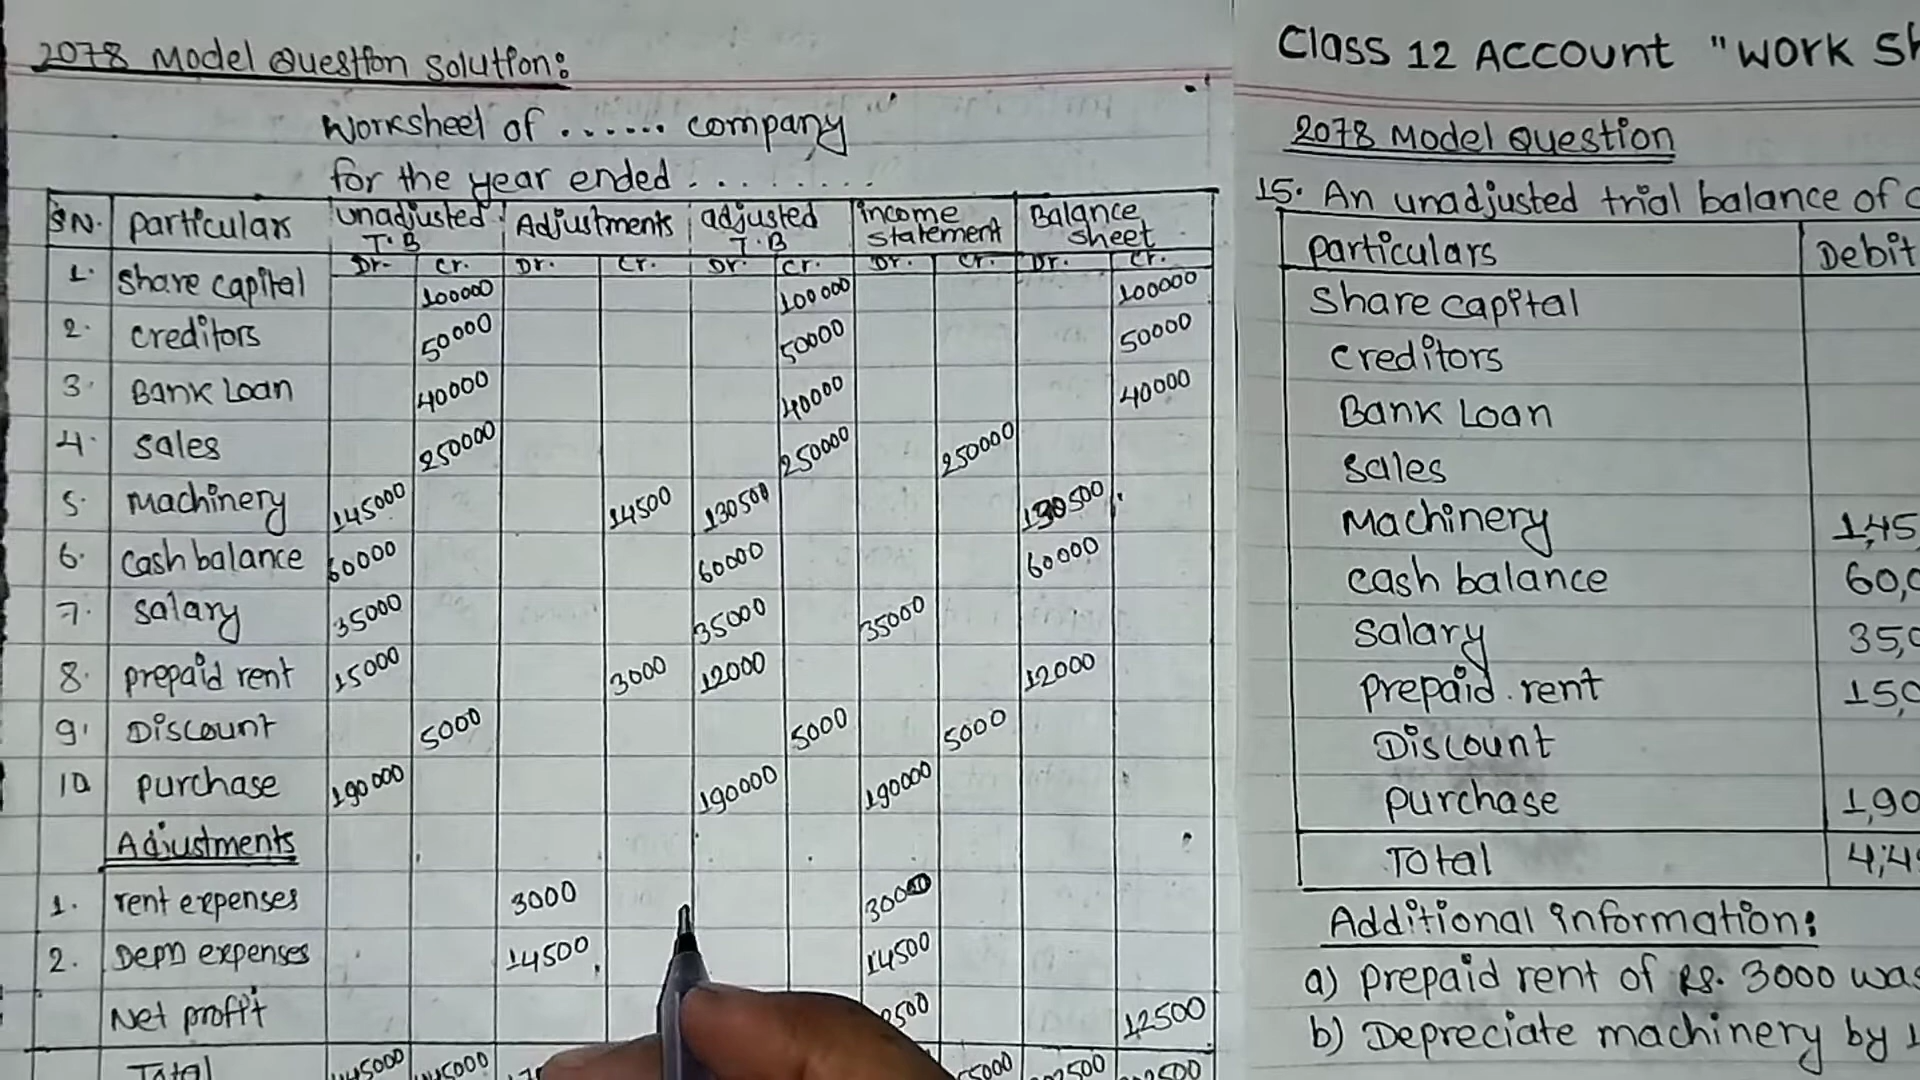 2078 Model Question Solution:
Worksheet of ...... company
for the year ended .........
S.N. particulars unadjusted T.B Adjustments adjusted T.B income statement Balance sheet
Dr. Cr. Dr. Cr. Dr. Cr. Dr. Cr. Dr. Cr.
1. Share capital 100000 100000 100000
2. creditors 50000 50000 50000
3. Bank Loan 40000 40000 40000
4. sales 250000 250000 250000
5. machinery 145000 14500 130500 130500
6. cash balance 60000 60000 60000
7. salary 35000 35000 35000
8. prepaid rent 15000 3000 12000 12000
9. Discount 5000 5000 5000
10 purchase 190000 190000 190000
Adjustments
1. rent expenses 3000 3000
2. Depn expenses 14500 14500
Net profit 12500
Total
Class 12 Account "Work Sh
2078 Model Question
15. An unadjusted trial balance of
particulars Debit
Share capital
creditors
Bank Loan
sales
Machinery 1,45,
cash balance 60,0
salary 35,0
prepaid rent 15,0
Discount
purchase 1,90
Total 4,4
Additional information:
a) prepaid rent of Rs. 3000 was
b) Depreciate machinery by 1